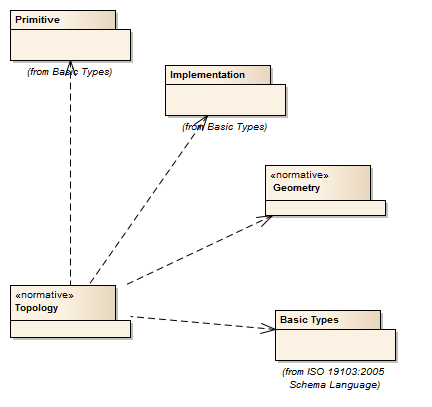 Primitive
(from Basic Types)
Implementation
(from Basic Types)
«normative»
Geometry
«normative»
Topology
Basic Types
(from ISO 19103:2005
Schema Language)